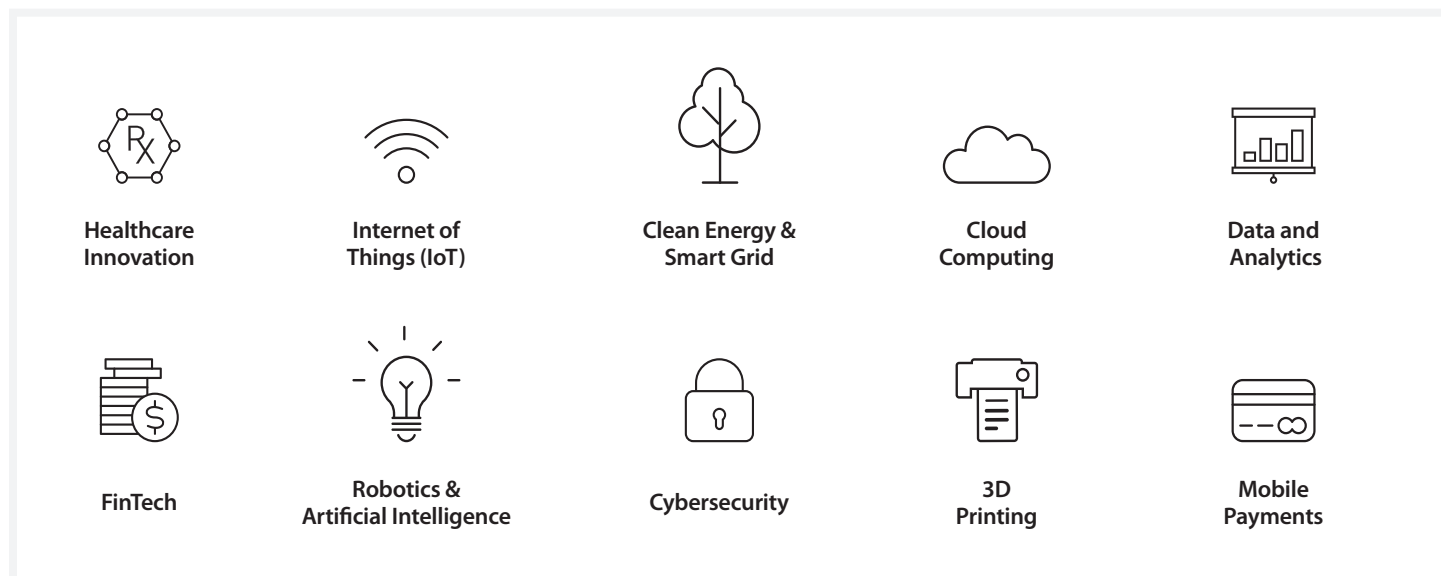 Rx
Healthcare
Innovation
Internet of
Things (IoT)
Clean Energy &
Smart Grid
Cloud
Computing
Data and
Analytics
$
FinTech
Robotics &
Artificial Intelligence
Cybersecurity
3D
Printing
Mobile
Payments